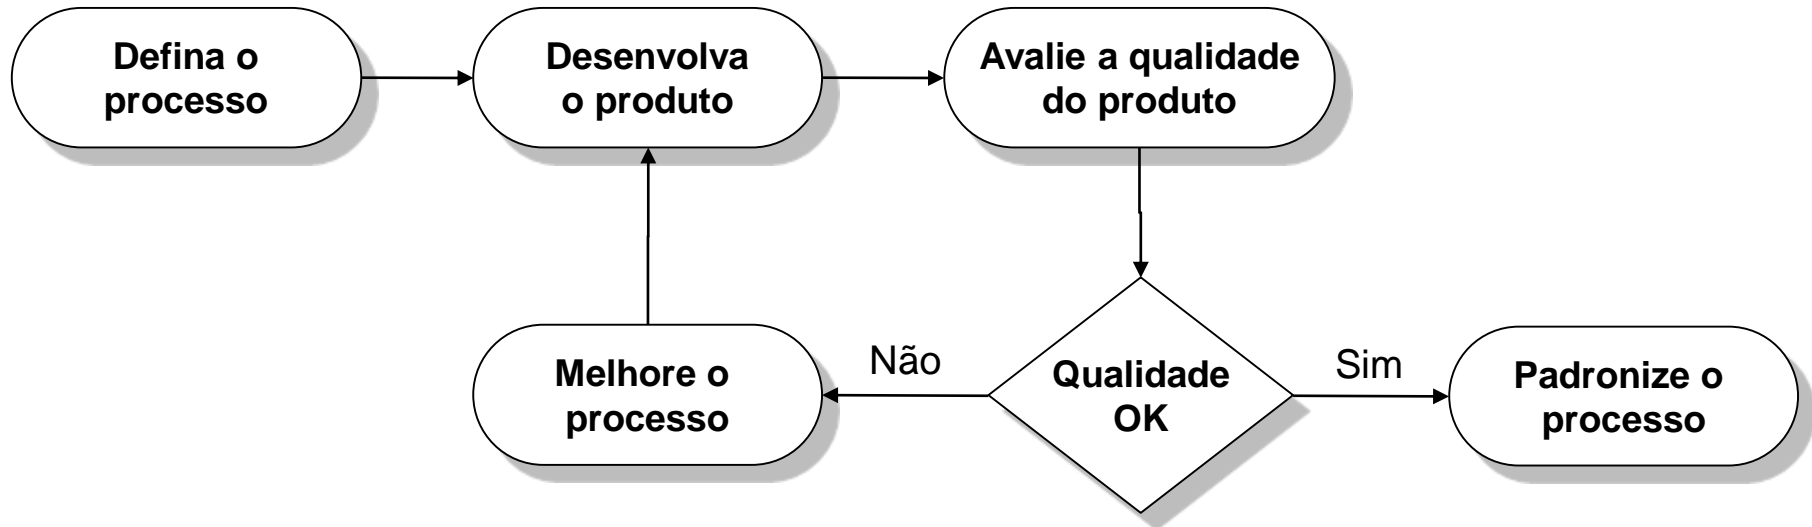 Defina o
processo
Desenvolva
o produto
Avalie a qualidade
do produto
Melhore o
processo
Não
Qualidade
OK
Sim
Padronize o
processo